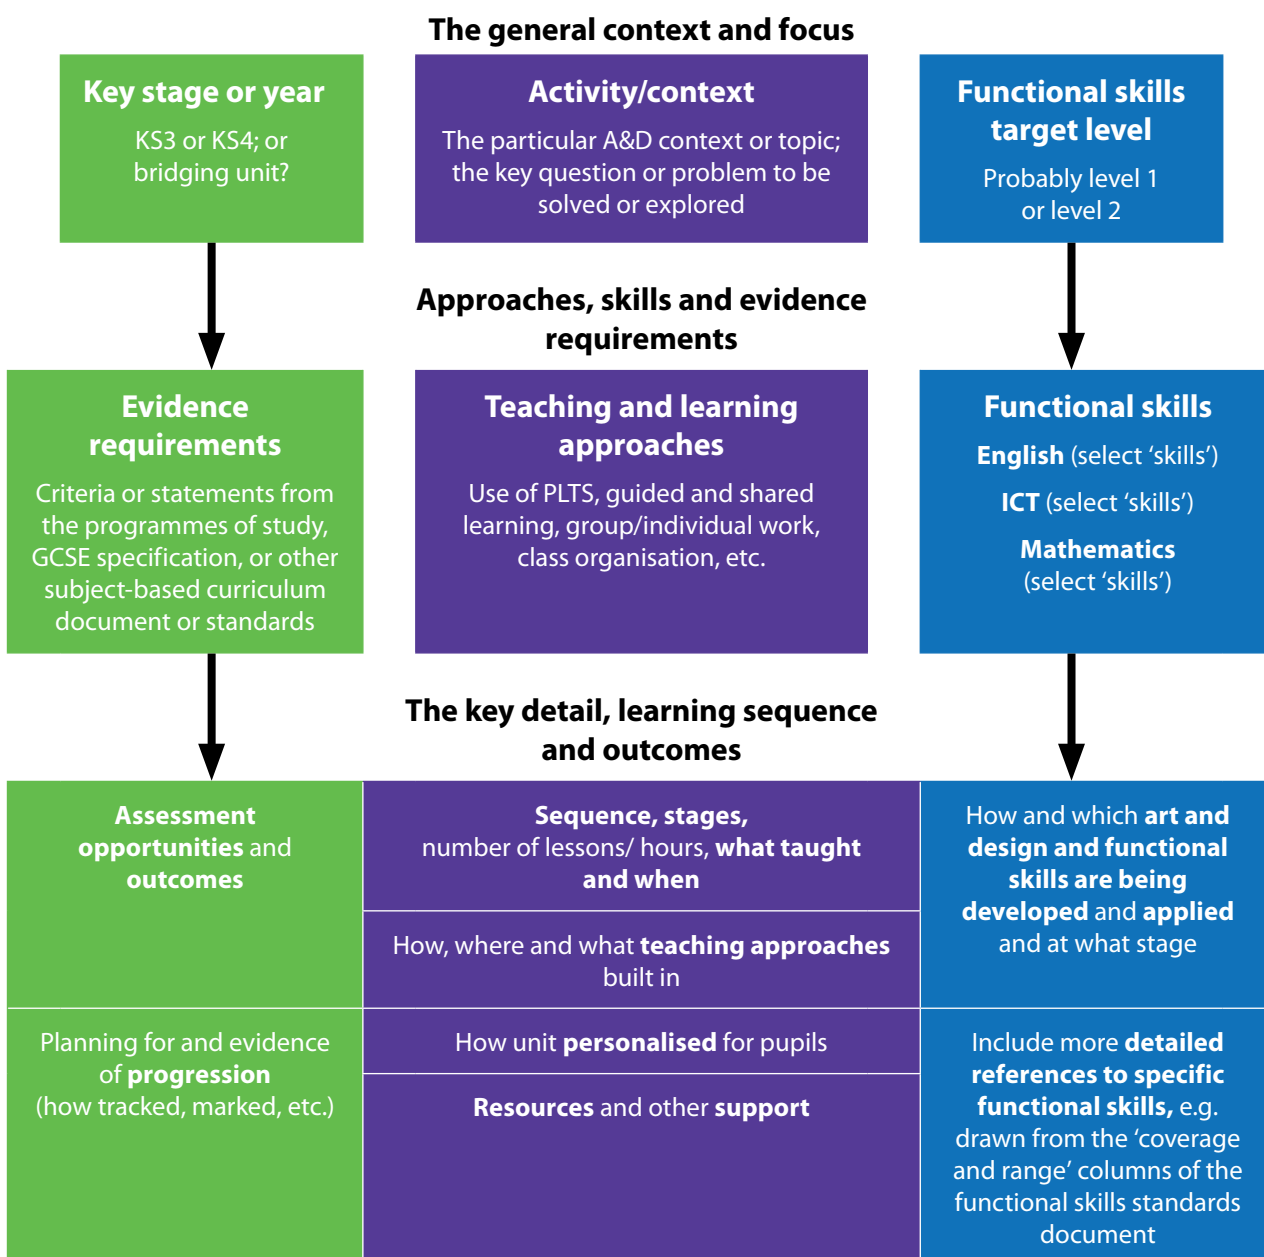 The general context and focus
Key stage or year
KS3 or KS4; or
bridging unit?
Activity/context
The particular A&D context or topic;
the key question or problem to be
solved or explored
Functional skills
target level
Probably level 1
or level 2
Approaches, skills and evidence
requirements
Evidence
requirements
Criteria or statements from
the programmes of study,
GCSE specification, or other
subject-based curriculum
document or standards
Teaching and learning
approaches
Use of PLTS, guided and shared
learning, group/individual work,
class organisation, etc.
Functional skills
English (select ‘skills’)
ICT (select ‘skills’)
Mathematics
(select ‘skills’)
The key detail, learning sequence
and outcomes
Assessment
opportunities and
outcomes
Planning for and evidence
of progression
(how tracked, marked, etc.)
Sequence, stages,
number of lessons/ hours, what taught
and when
How, where and what teaching approaches
built in
How unit personalised for pupils
Resources and other support
How and which art and
design and functional
skills are being
developed and applied
and at what stage
Include more detailed
references to specific
functional skills, e.g.
drawn from the ‘coverage
and range’ columns of the
functional skills standards
document